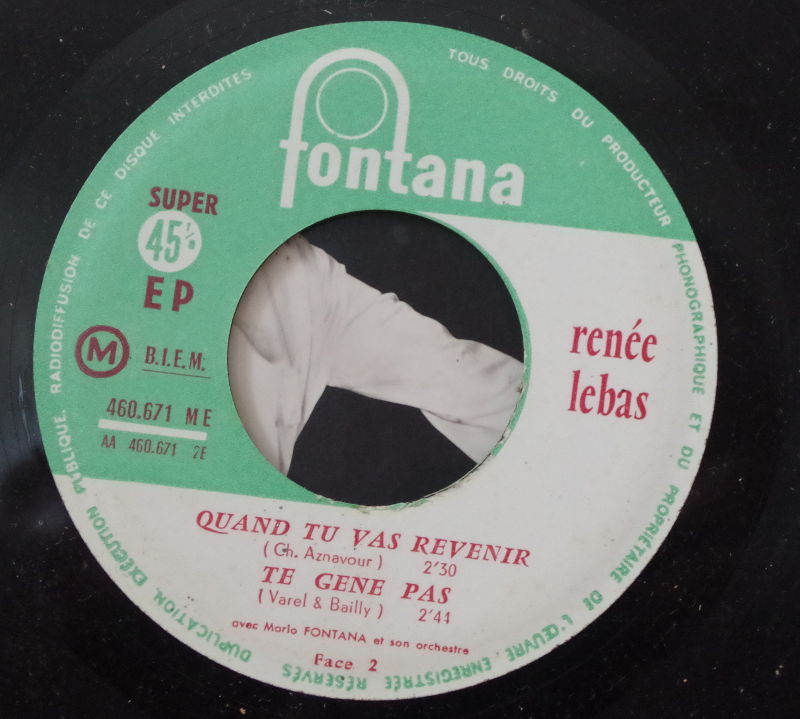 fontana
TOUS DROITS DU PRODUCTEUR PHONOGRAPHIQUE ET DU PROPRIÉTAIRE DE L'ŒUVRE ENREGISTRÉE RÉSERVÉS
DUPLICATION, EXÉCUTION PUBLIQUE, RADIODIFFUSION DE CE DISQUE INTERDITES
SUPER
45
EP
M B.I.E.M.
460.671 ME
AA 460.671 2E
renée
lebas
QUAND TU VAS REVENIR
(Ch. Aznavour) 2'30
TE GENE PAS
(Varel & Bailly) 2'44
avec Mario FONTANA et son orchestre
Face 2